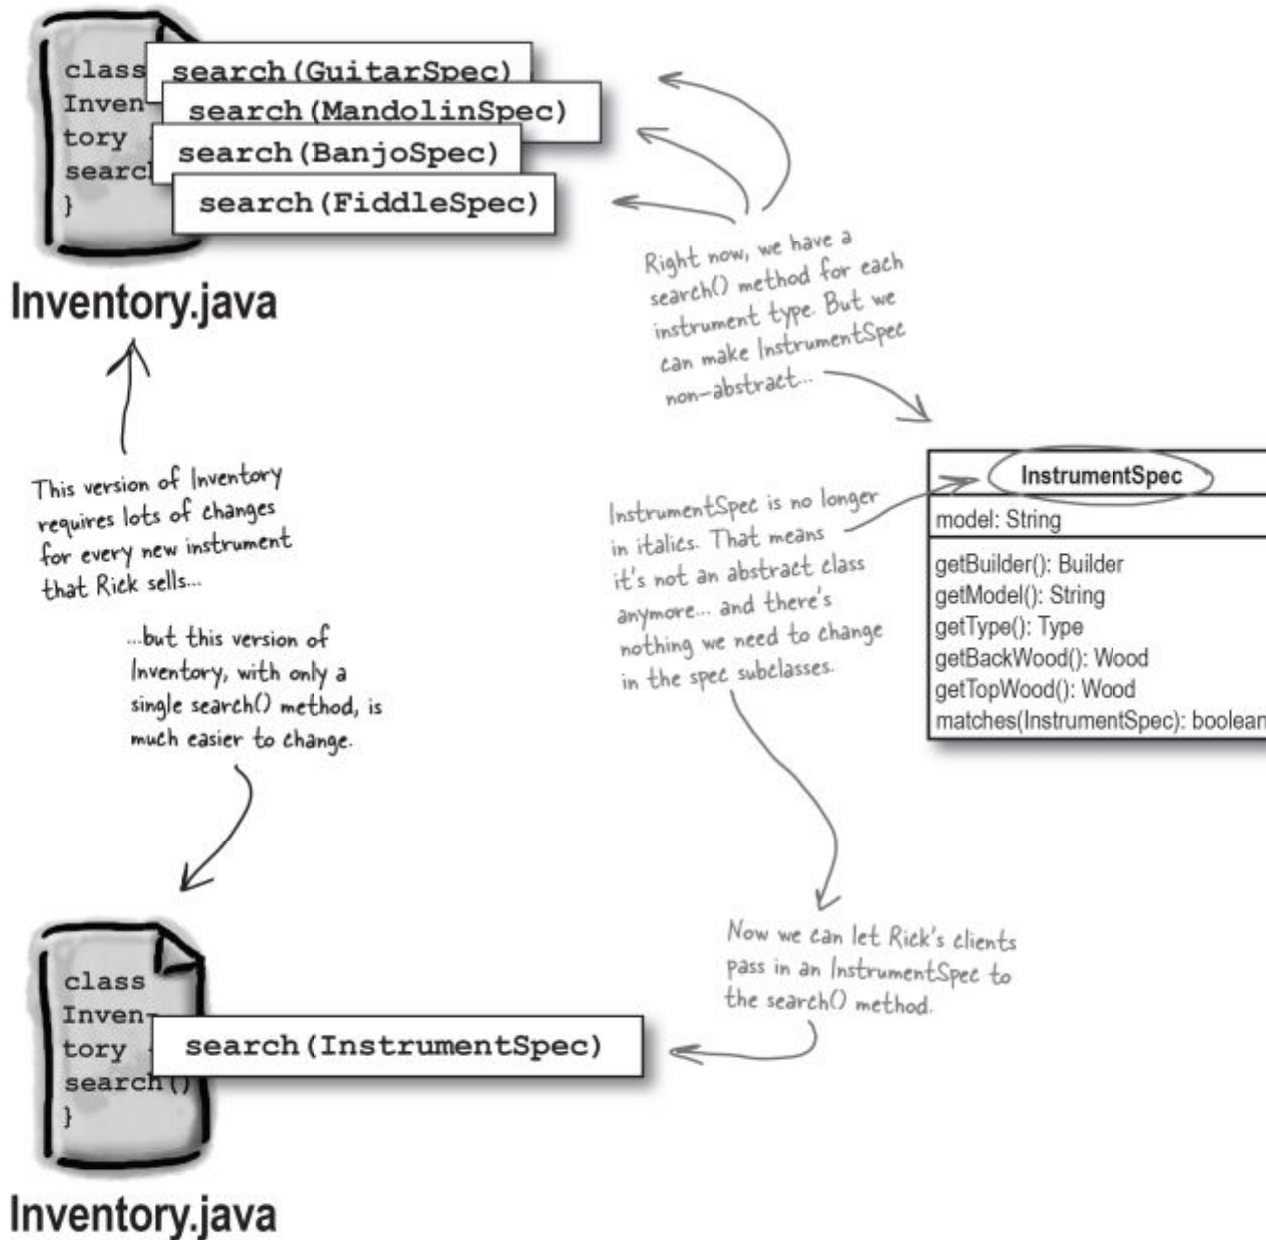 class
Inven-
tory
search
}
search(GuitarSpec)
search(MandolinSpec)
search(BanjoSpec)
search(FiddleSpec)
Inventory.java
Right now, we have a
search() method for each
instrument type. But we
can make InstrumentSpec
non-abstract...
This version of Inventory
requires lots of changes
for every new instrument
that Rick sells...
...but this version of
Inventory, with only a
single search() method, is
much easier to change.
InstrumentSpec is no longer
in italics. That means
it's not an abstract class
anymore... and there's
nothing we need to change
in the spec subclasses.
InstrumentSpec
model: String
getBuilder(): Builder
getModel(): String
getType(): Type
getBackWood(): Wood
getTopWood(): Wood
matches(InstrumentSpec): boolean
Now we can let Rick's clients
pass in an InstrumentSpec to
the search() method.
class
Inven-
tory
search()
}
search(InstrumentSpec)
Inventory.java